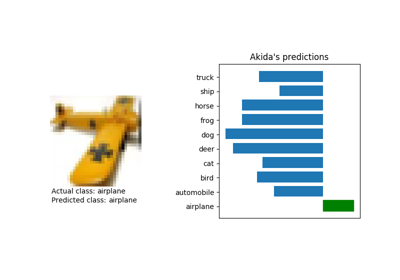 Akida's predictions
truck
ship
horse
frog
dog
deer
cat
bird
automobile
airplane
Actual class: airplane
Predicted class: airplane